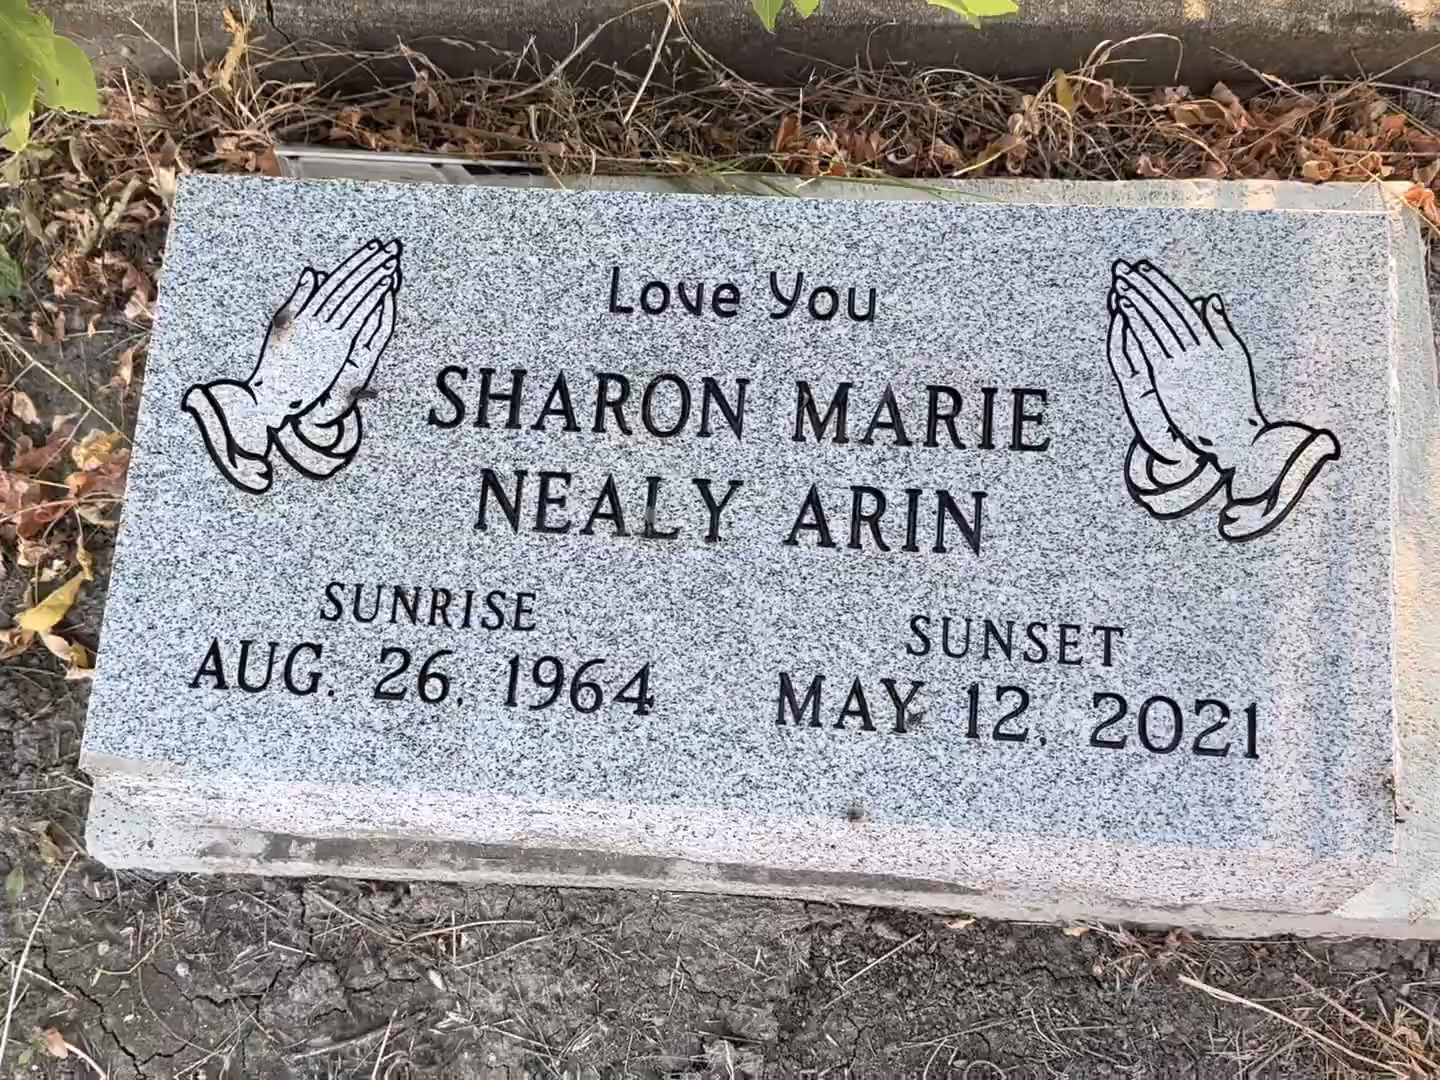 Love You
SHARON MARIE
NEALY ARIN
SUNRISE
AUG. 26, 1964
SUNSET
MAY 12, 2021